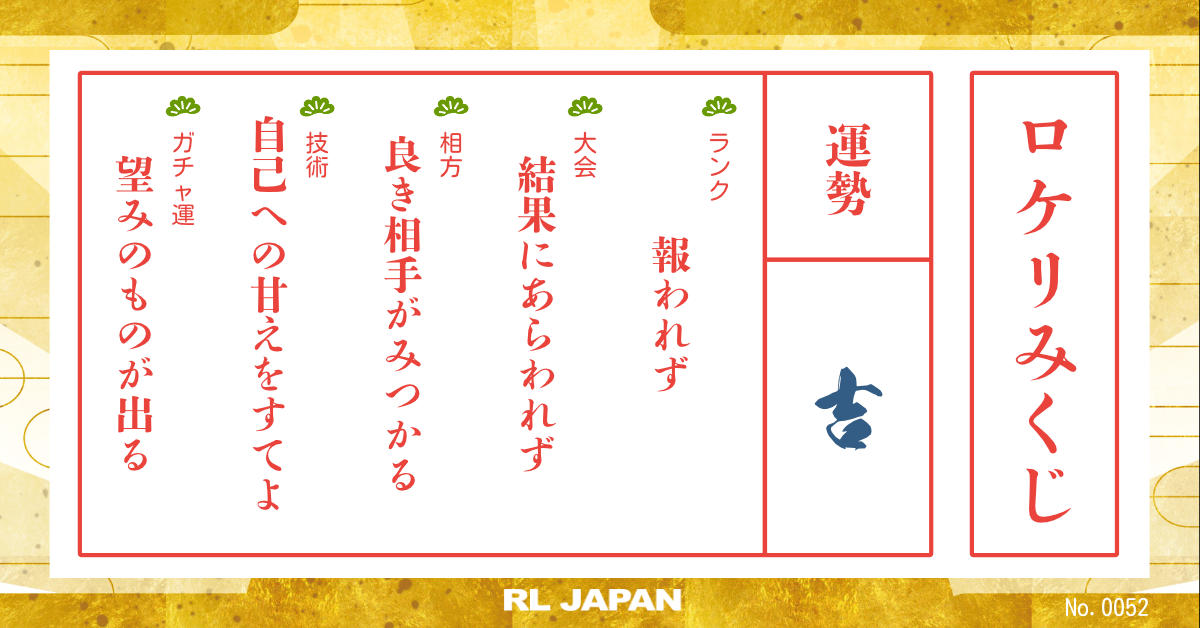 ロケリみくじ
運勢
吉
ランク
報われず
大会
結果にあらわれず
相方
良き相手がみつかる
技術
自己への甘えをすてよ
ガチャ運
望みのものが出る
RL JAPAN
No.0052